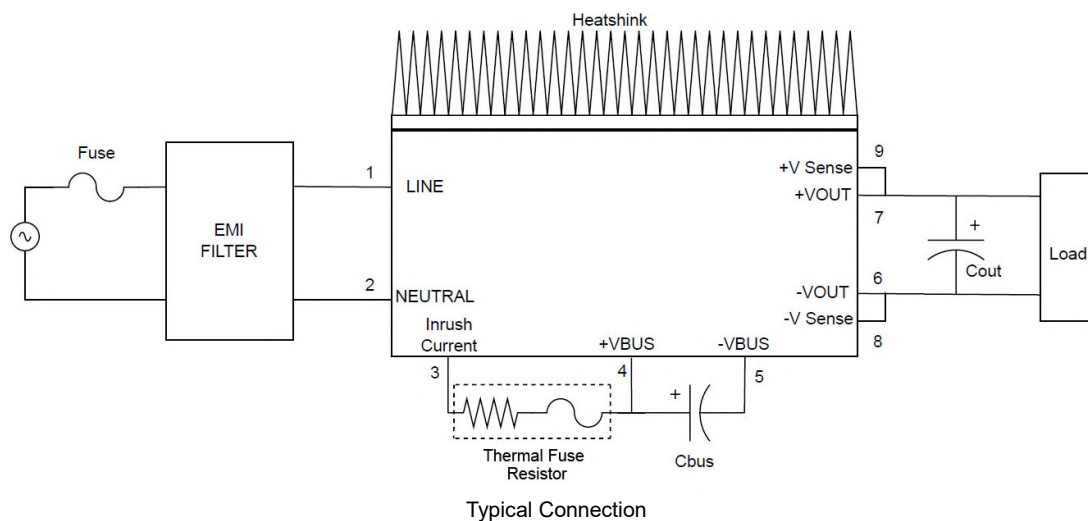 Heatshink
Fuse
EMI
FILTER
1
LINE
2
NEUTRAL
Inrush
Current
3
+VBUS
4
-VBUS
5
+V Sense
9
+VOUT
7
-VOUT
6
-V Sense
8
+
Cout
Load
Thermal Fuse
Resistor
+
Cbus
Typical Connection